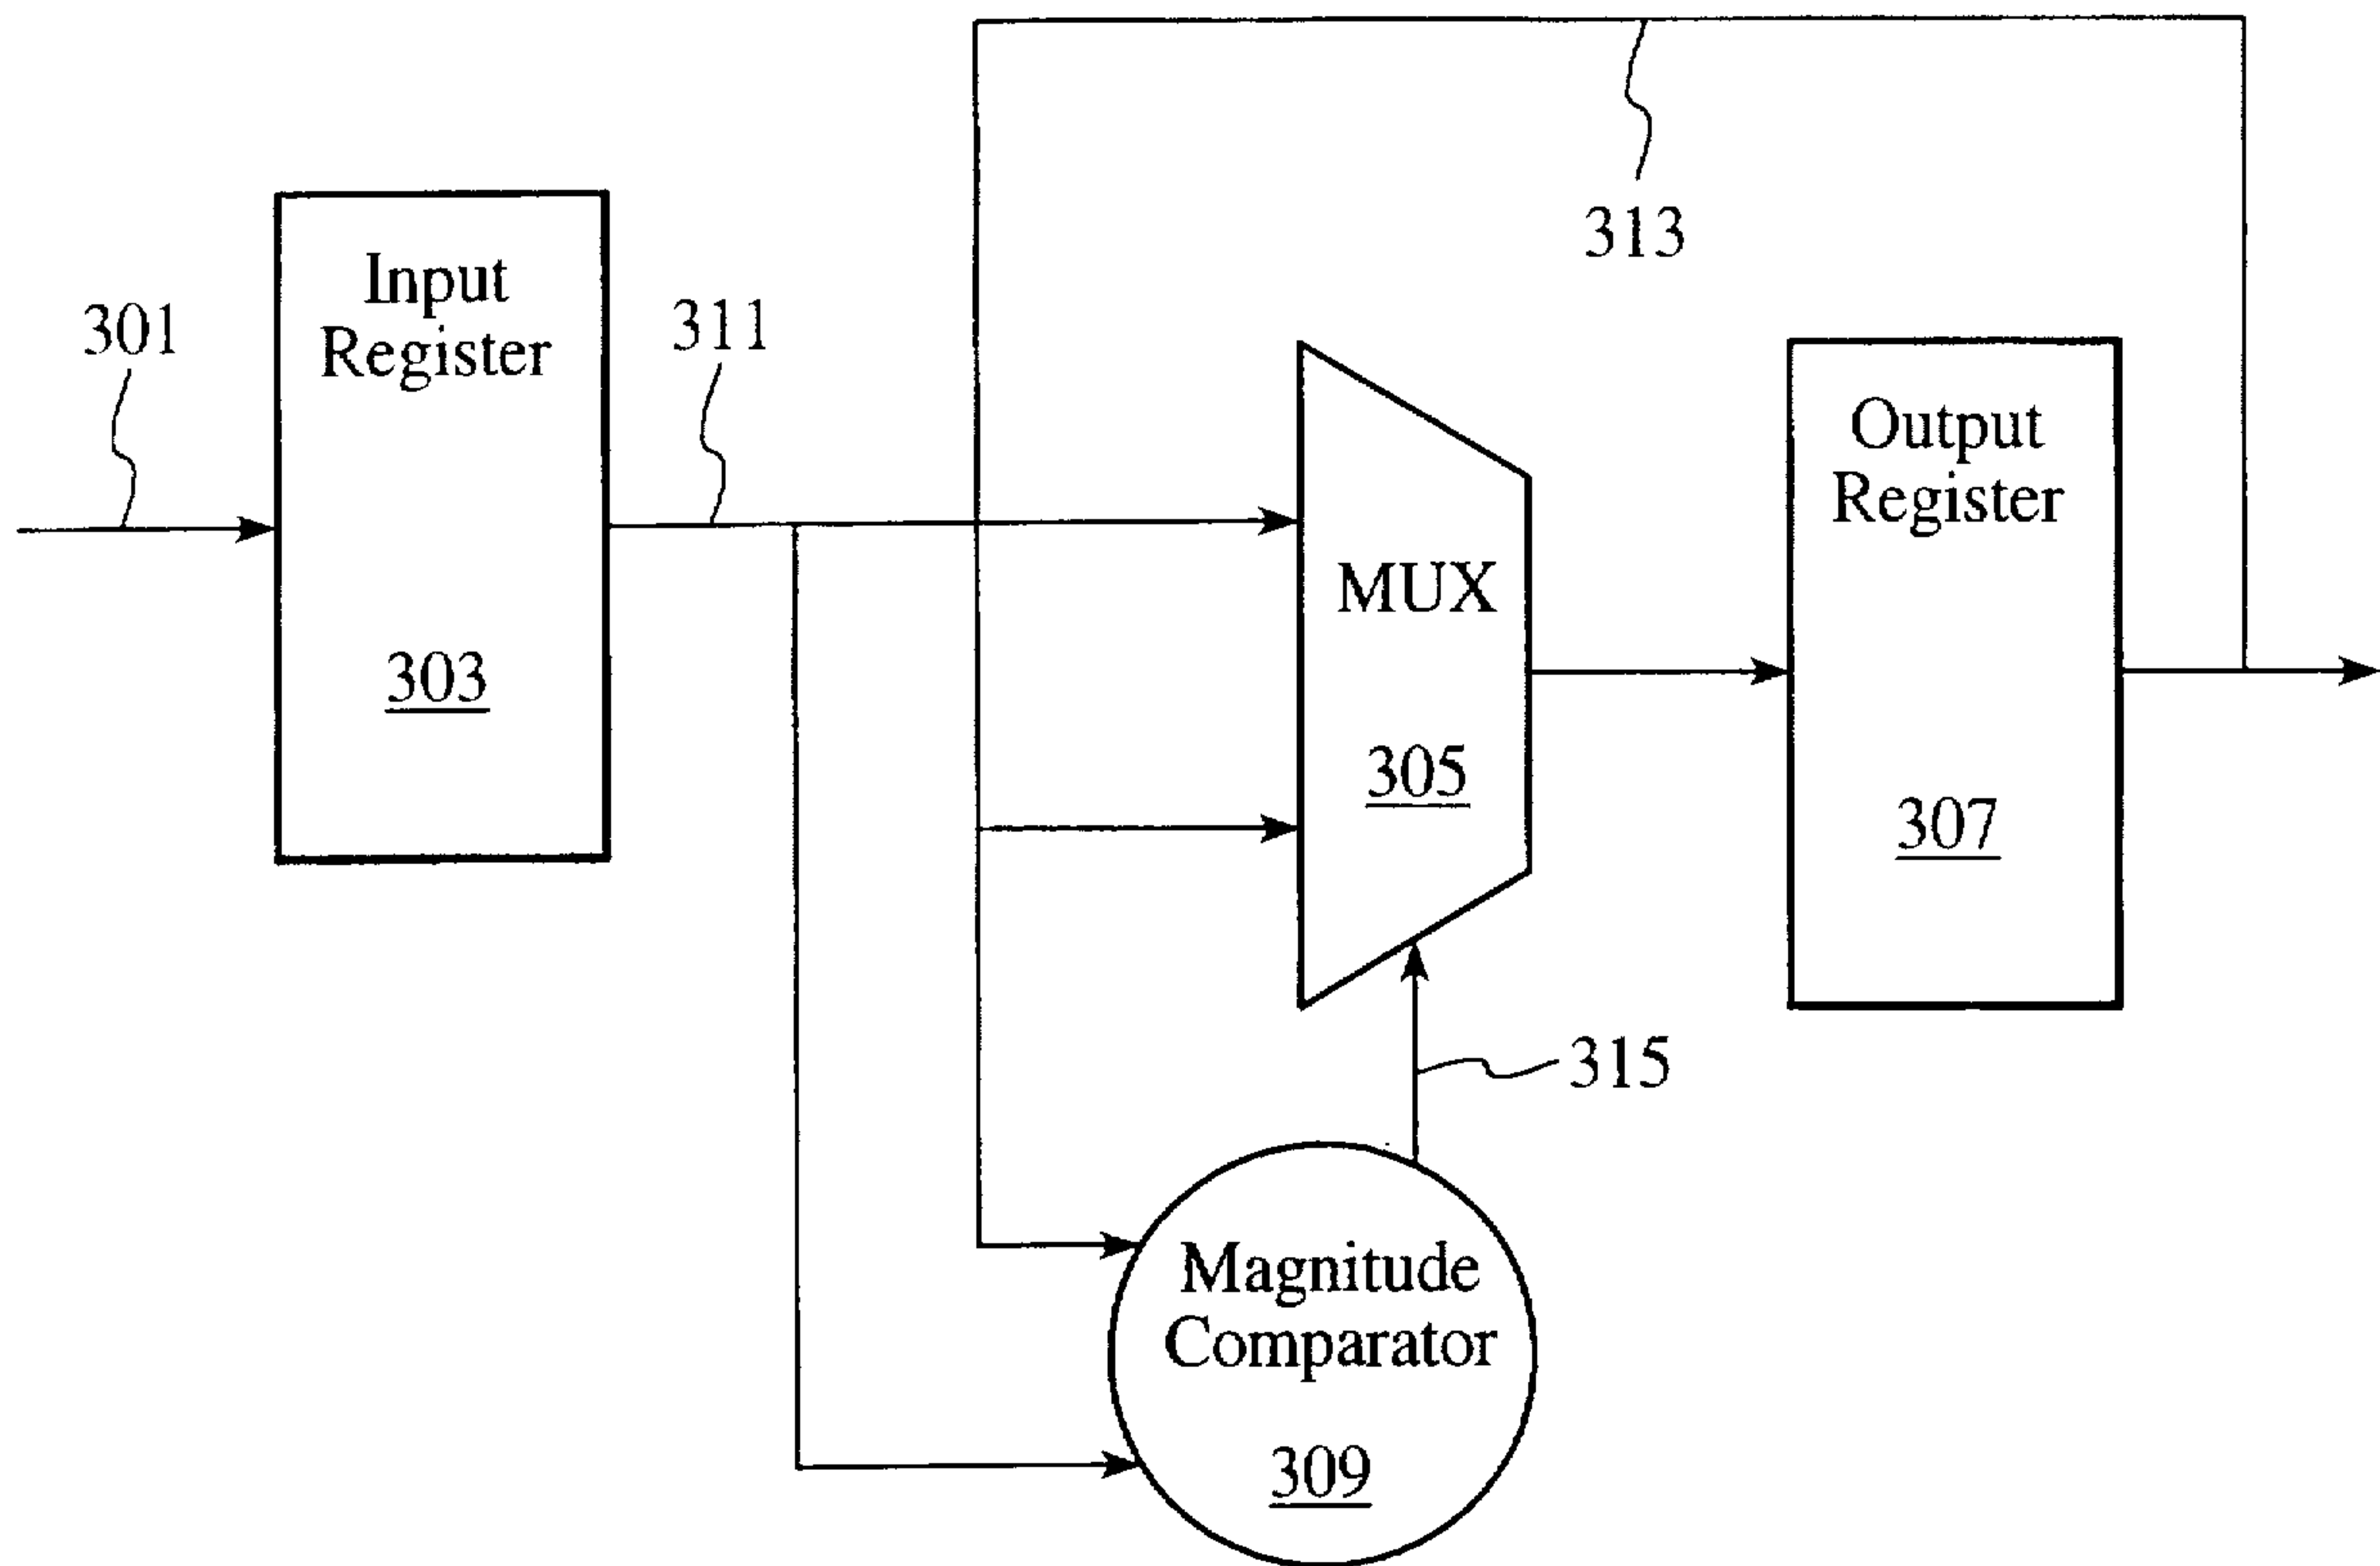 313
301
Input
Register
303
311
MUX
305
Output
Register
307
315
Magnitude
Comparator
309